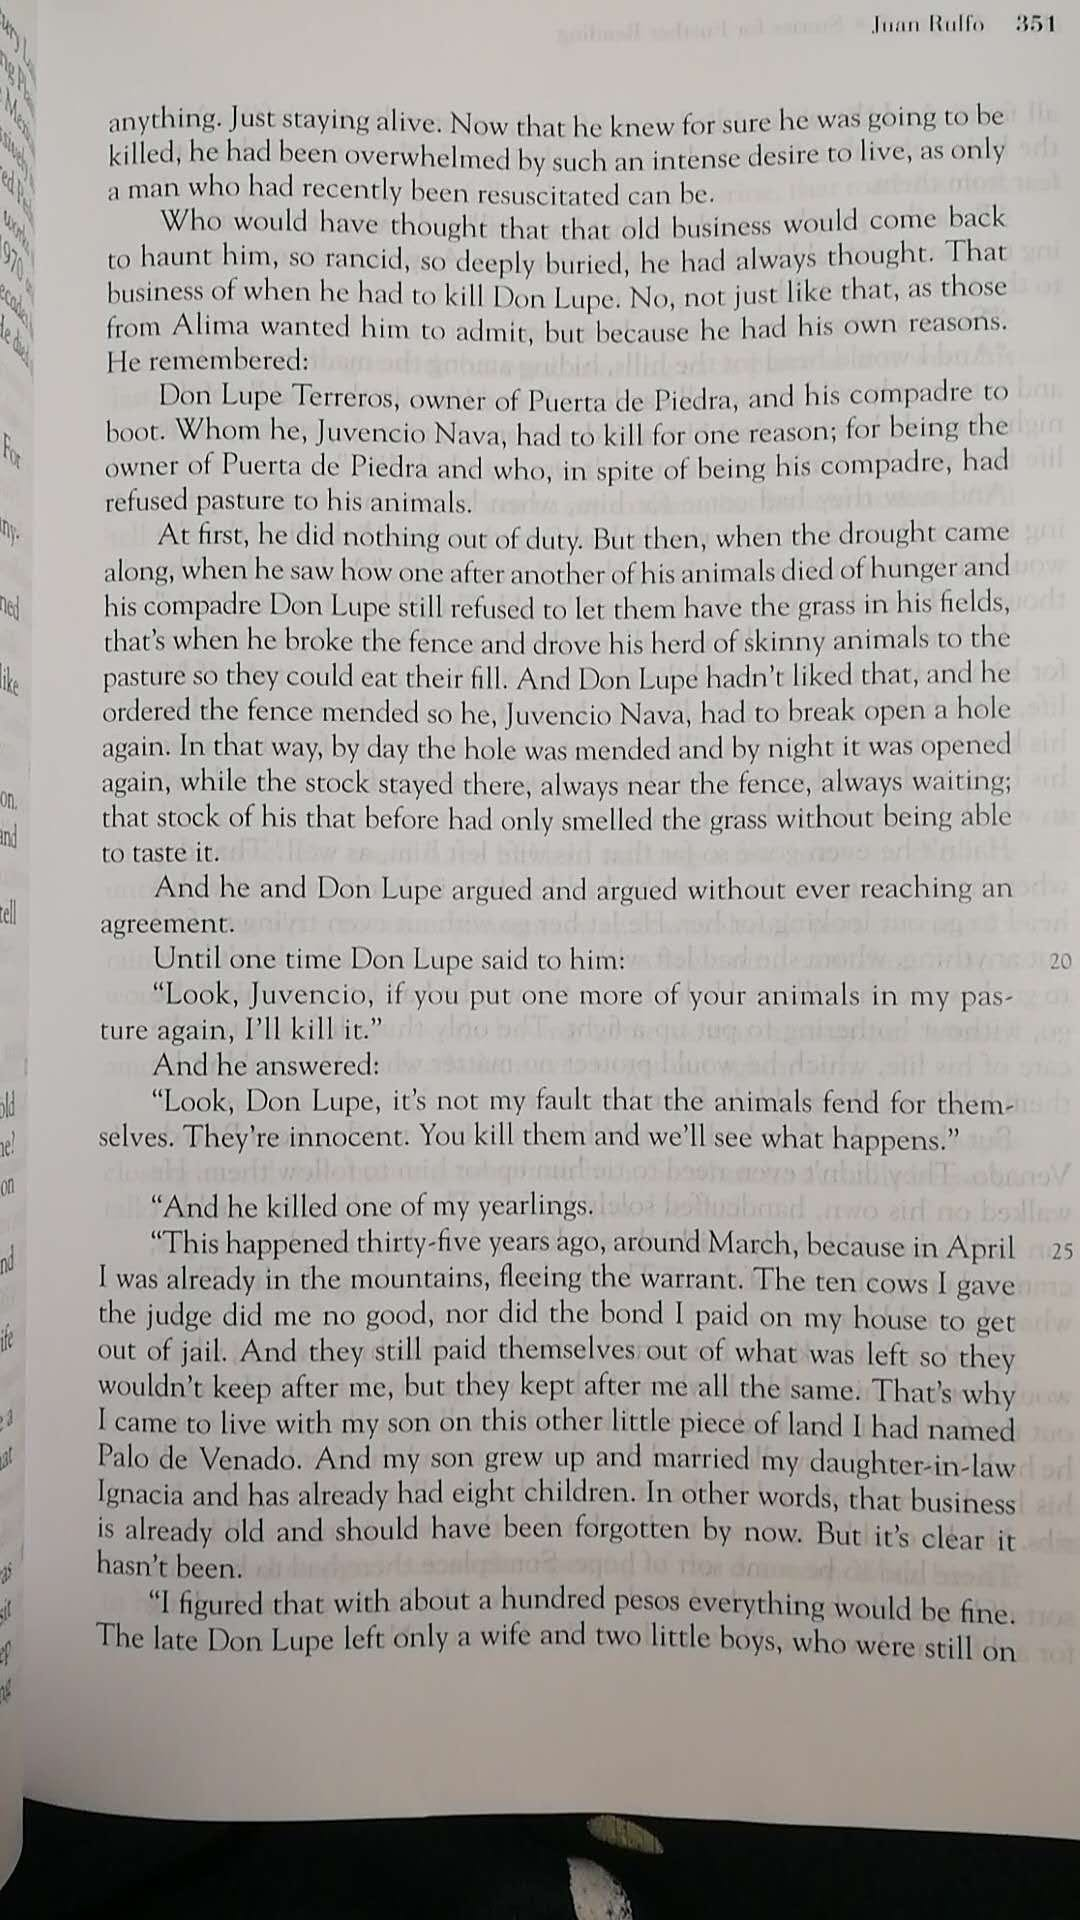 Juan Rulfo 351
anything. Just staying alive. Now that he knew for sure he was going to be
killed, he had been overwhelmed by such an intense desire to live, as only
a man who had recently been resuscitated can be.
Who would have thought that that old business would come back
to haunt him, so rancid, so deeply buried, he had always thought. That
business of when he had to kill Don Lupe. No, not just like that, as those
from Alima wanted him to admit, but because he had his own reasons.
He remembered:
Don Lupe Terreros, owner of Puerta de Piedra, and his compadre to
boot. Whom he, Juvencio Nava, had to kill for one reason; for being the
owner of Puerta de Piedra and who, in spite of being his compadre, had
refused pasture to his animals.
At first, he did nothing out of duty. But then, when the drought came
along, when he saw how one after another of his animals died of hunger and
his compadre Don Lupe still refused to let them have the grass in his fields,
that's when he broke the fence and drove his herd of skinny animals to the
pasture so they could eat their fill. And Don Lupe hadn't liked that, and he
ordered the fence mended so he, Juvencio Nava, had to break open a hole
again. In that way, by day the hole was mended and by night it was opened
again, while the stock stayed there, always near the fence, always waiting;
that stock of his that before had only smelled the grass without being able
to taste it.
And he and Don Lupe argued and argued without ever reaching an
agreement.
Until one time Don Lupe said to him: 20
“Look, Juvencio, if you put one more of your animals in my pas-
ture again, I'll kill it.”
And he answered:
“Look, Don Lupe, it's not my fault that the animals fend for them-
selves. They're innocent. You kill them and we'll see what happens.”
“And he killed one of my yearlings.
“This happened thirty-five years ago, around March, because in April 25
I was already in the mountains, fleeing the warrant. The ten cows I gave
the judge did me no good, nor did the bond I paid on my house to get
out of jail. And they still paid themselves out of what was left so they
wouldn't keep after me, but they kept after me all the same. That's why
I came to live with my son on this other little piece of land I had named
Palo de Venado. And my son grew up and married my daughter-in-law
Ignacia and has already had eight children. In other words, that business
is already old and should have been forgotten by now. But it's clear it
hasn't been.
“I figured that with about a hundred pesos everything would be fine.
The late Don Lupe left only a wife and two little boys, who were still on